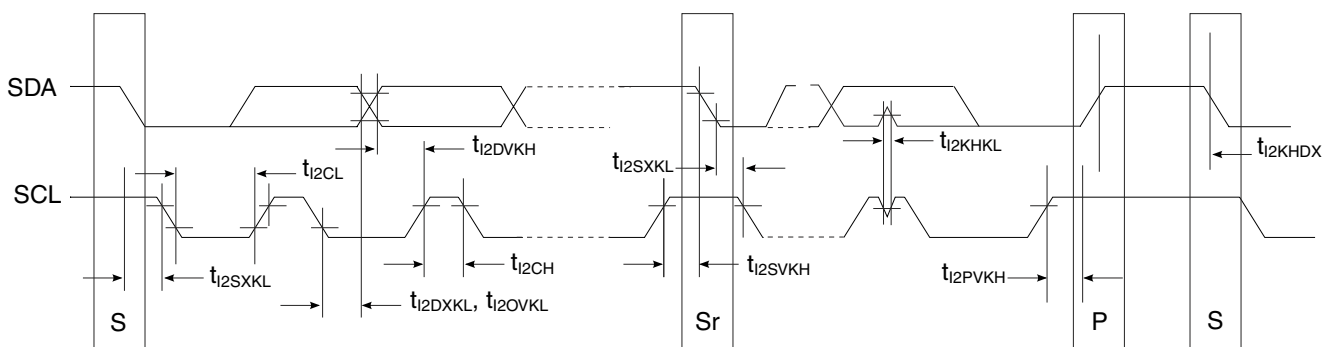 SDA
tI2DVKH
tI2KHKL
tI2KHDX
tI2CL
tI2SXKL
SCL
tI2SXKL
tI2CH
tI2SVKH
tI2PVKH
tI2DXKL, tI2OVKL
S
Sr
P
S